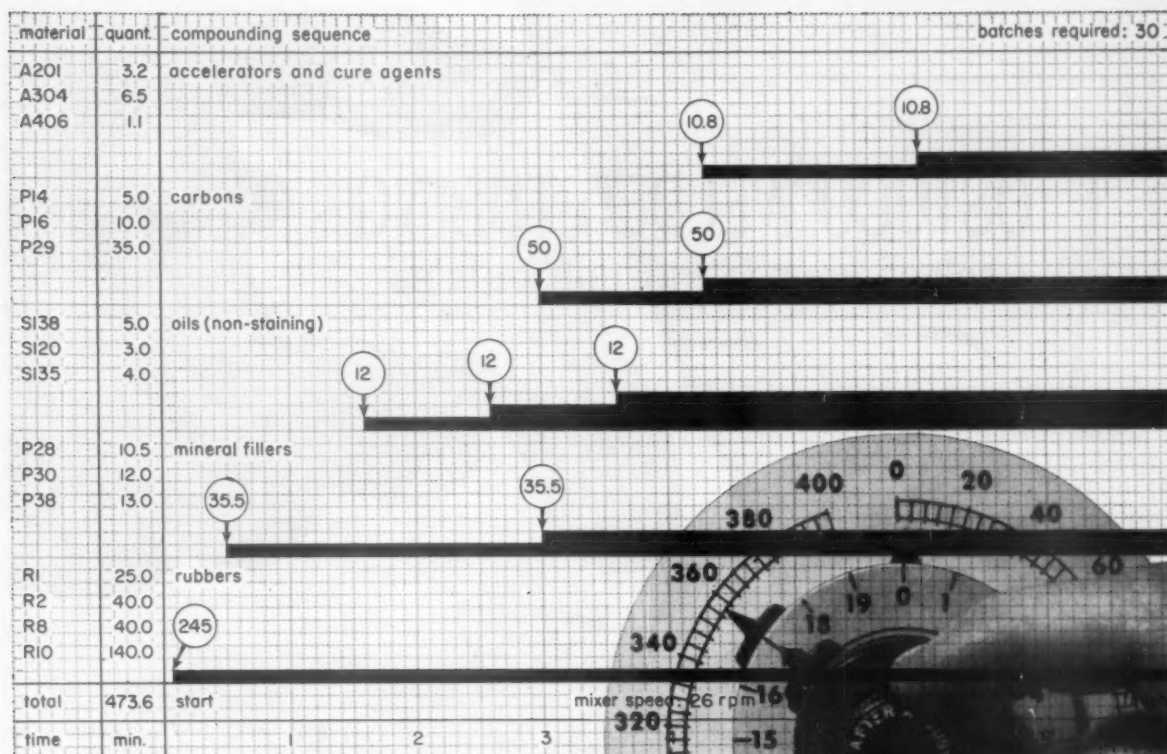 material quant. compounding sequence batches required: 30
A201 3.2 accelerators and cure agents
A304 6.5
A406 1.1
10.8 10.8
P14 5.0 carbons
P16 10.0
P29 35.0
50 50
S138 5.0 oils (non-staining)
S120 3.0
S135 4.0
12 12 12
P28 10.5 mineral fillers
P30 12.0
P38 13.0
35.5 35.5
R1 25.0 rubbers
R2 40.0
R8 40.0
R10 140.0
245
total 473.6 start mixer speed: 26 rpm
time min. 1 2 3
320 340 360 380 400 0 20 40 60
15 16 18 19 0 1
AFTER